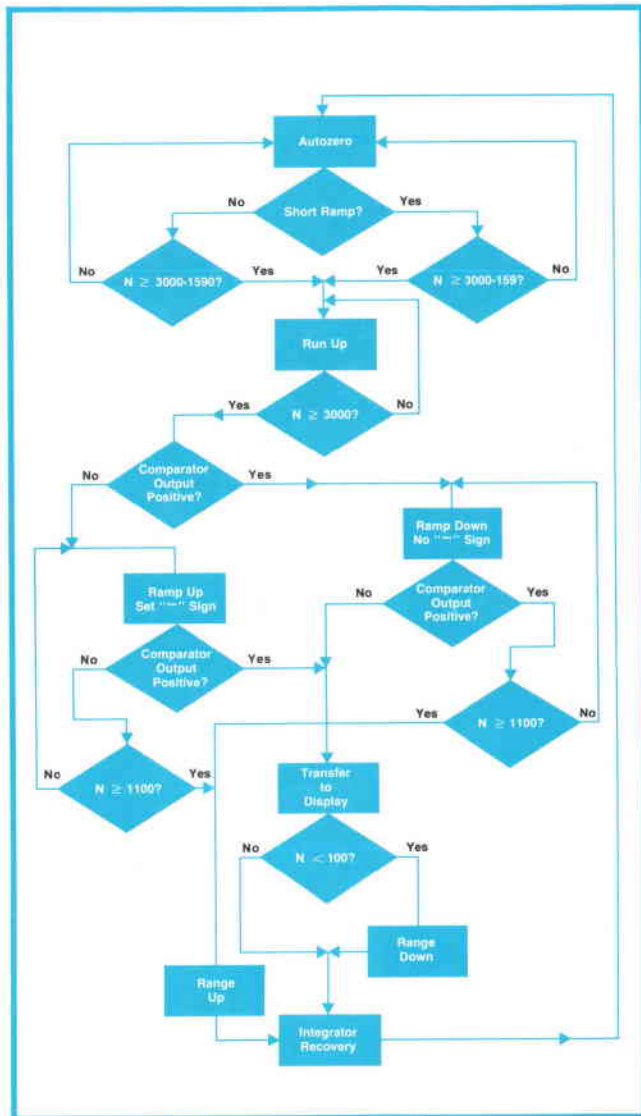 Autozero
No
Yes
Short Ramp?
No
N ≥ 3000-1590?
Yes
Yes
N ≥ 3000-159?
No
Run Up
Yes
N ≥ 3000?
No
No
Comparator
Output
Positive?
Yes
Ramp Down
No "−" Sign
Ramp Up
Set "−" Sign
No
Comparator
Output
Positive?
Yes
No
Comparator
Output
Positive?
Yes
Yes
N ≥ 1100?
No
No
N ≥ 1100?
Yes
Transfer
to
Display
No
N < 100?
Yes
Range
Down
Range
Up
Integrator
Recovery